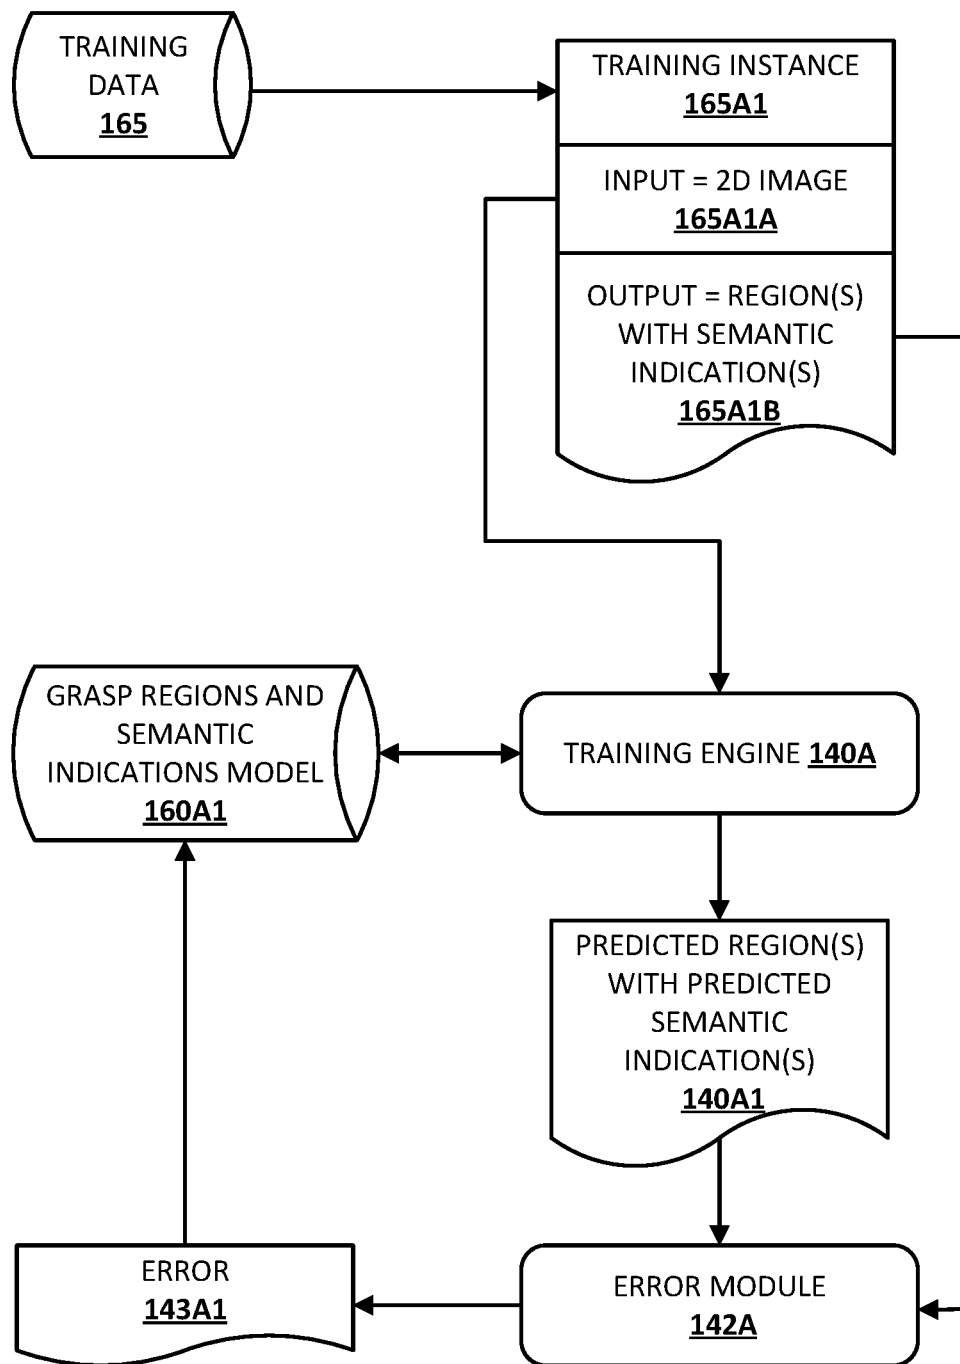 TRAINING
DATA
165
TRAINING INSTANCE
165A1
INPUT = 2D IMAGE
165A1A
OUTPUT = REGION(S)
WITH SEMANTIC
INDICATION(S)
165A1B
GRASP REGIONS AND
SEMANTIC
INDICATIONS MODEL
160A1
TRAINING ENGINE 140A
PREDICTED REGION(S)
WITH PREDICTED
SEMANTIC
INDICATION(S)
140A1
ERROR
143A1
ERROR MODULE
142A